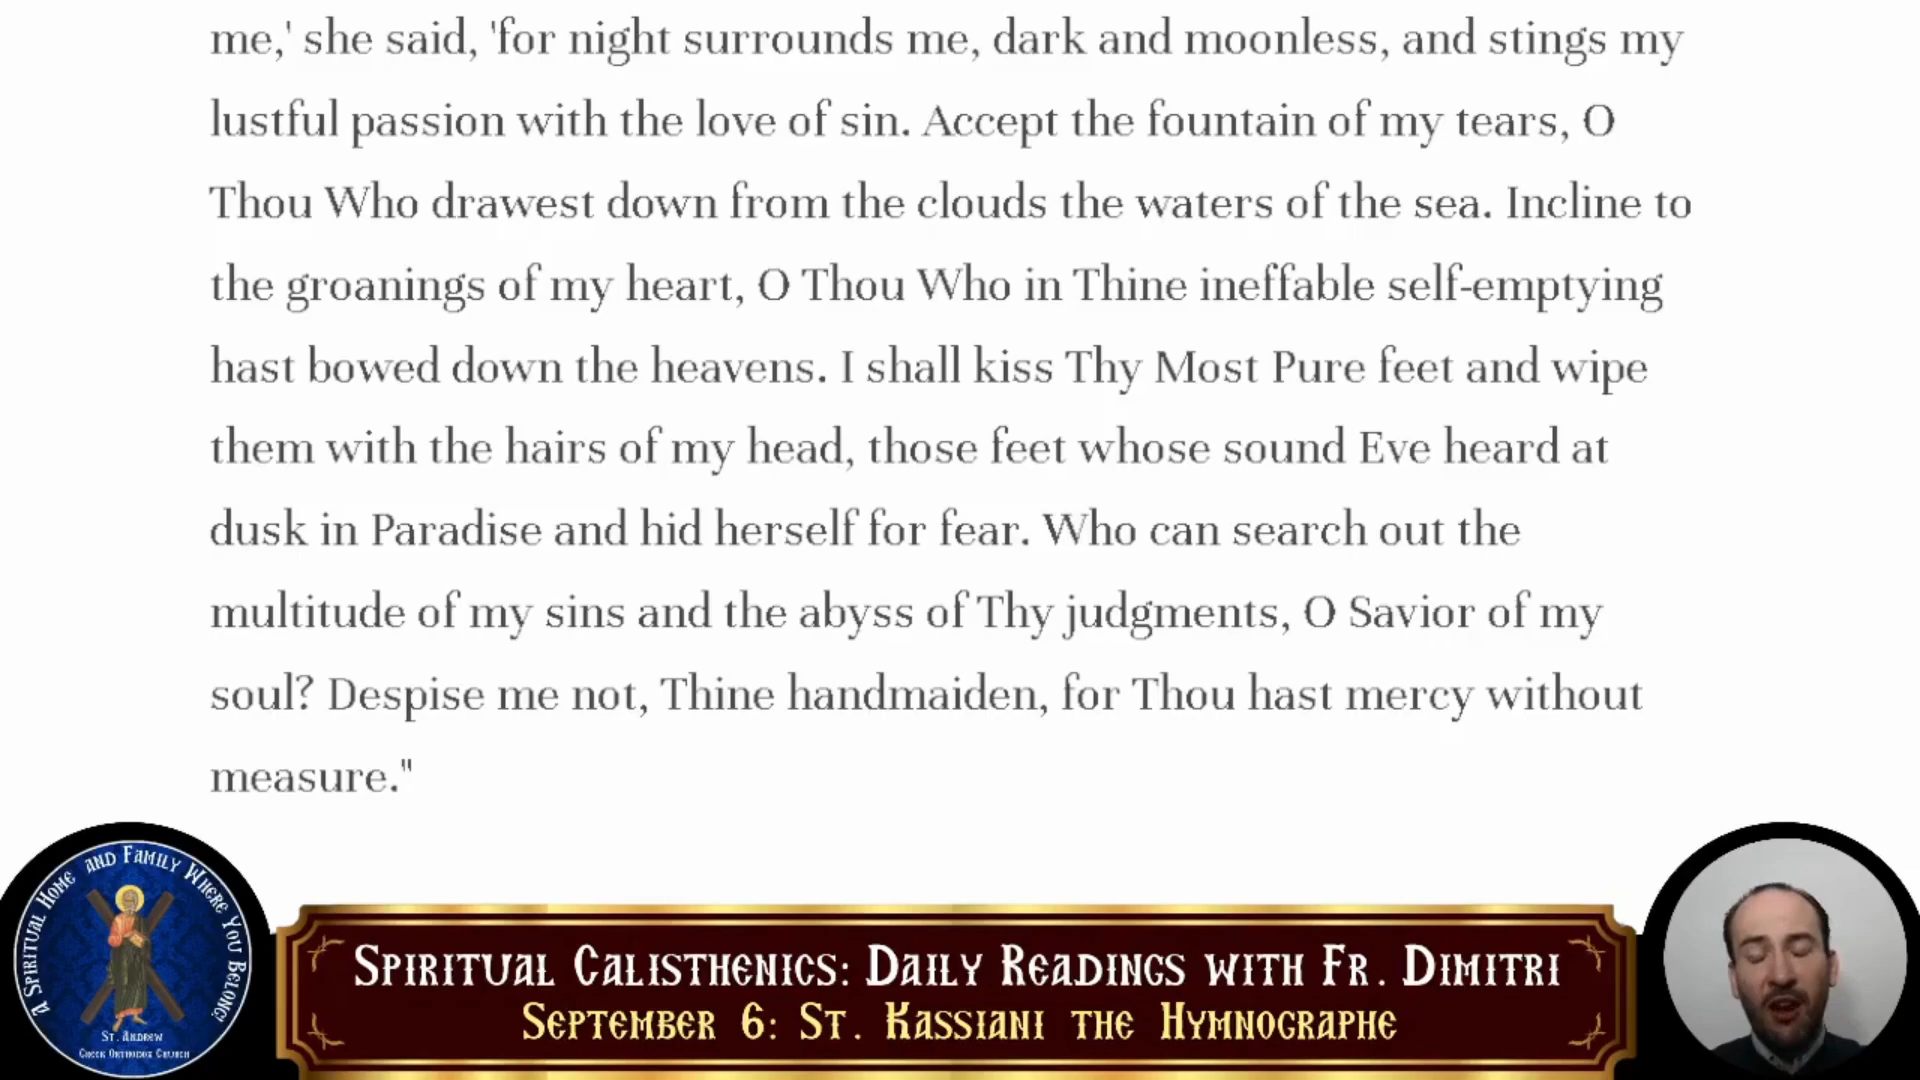 me,' she said, 'for night surrounds me, dark and moonless, and stings my
lustful passion with the love of sin. Accept the fountain of my tears, O
Thou Who drawest down from the clouds the waters of the sea. Incline to
the groanings of my heart, O Thou Who in Thine ineffable self-emptying
hast bowed down the heavens. I shall kiss Thy Most Pure feet and wipe
them with the hairs of my head, those feet whose sound Eve heard at
dusk in Paradise and hid herself for fear. Who can search out the
multitude of my sins and the abyss of Thy judgments, O Savior of my
soul? Despise me not, Thine handmaiden, for Thou hast mercy without
measure."
A Spiritual Home and Family Where You Belong!
St. Andrew
Greek Orthodox Church
Spiritual Calisthenics: Daily Readings with Fr. Dimitri
September 6: St. Kassiani the Hymnographe